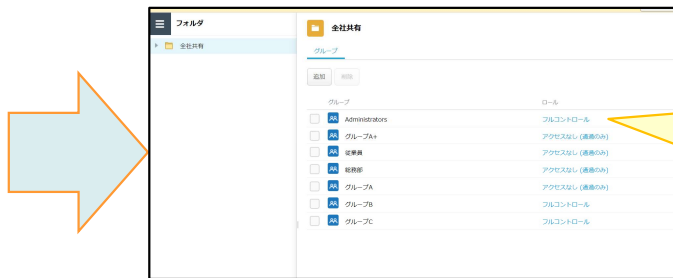 フォルダ
全社共有
全社共有
グループ
追加 削除
グループ ロール
Administrators フルコントロール
グループA+ アクセスなし (通過のみ)
従業員 アクセスなし (通過のみ)
総務部 アクセスなし (通過のみ)
グループA アクセスなし (通過のみ)
グループB フルコントロール
グループC フルコントロール